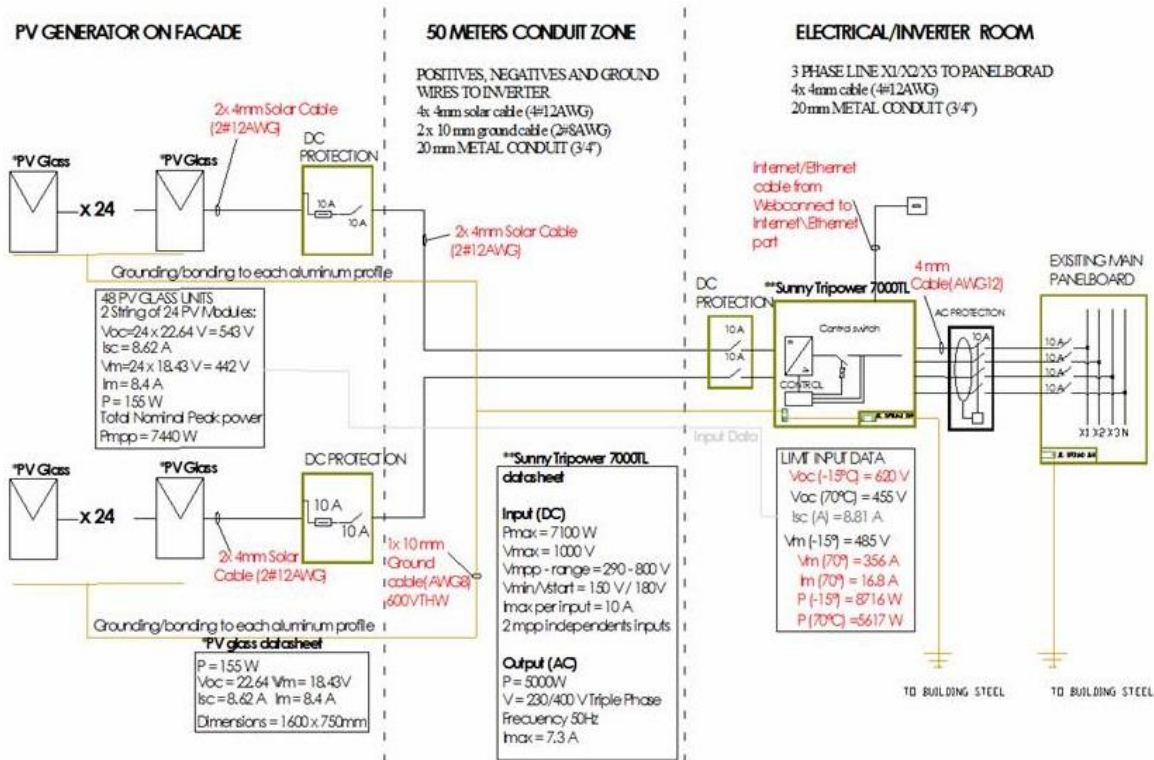 PV GENERATOR ON FACADE
50 METERS CONDUIT ZONE
ELECTRICAL/INVERTER ROOM
POSITIVES, NEGATIVES AND GROUND
WIRES TO INVERTER
4x 4mm solar cable (4#12AWG)
2 x 10 mm ground cable (2#8AWG)
20mm METAL CONDUIT (3/4")
3 PHASE LINE X1/X2/X3 TO PANELBORAD
4x 4mm cable (4#12AWG)
20mm METAL CONDUIT (3/4")
2x 4mm Solar Cable
(2#12AWG)
DC
PROTECTION
*PV Glass
X 24
*PV Glass
10 A
10 A
2x 4mm Solar Cable
(2#12AWG)
Internet/Ethernet
cable from
Webconnect to
Internet\Ethernet
part
Grounding/bonding to each aluminum profile
48 PV GLASS UNITS
2 String of 24 PV Modules:
Voc=24 x 22.64 V = 543 V
Isc = 8.62 A
Vm=24 x 18.43 V = 442 V
Im = 8.4 A
P = 155 W
Total Nominal Peak power
Pmpp = 7440 W
DC
PROTECTION
10 A
10 A
**Sunny Tripower 7000TL
Control switch
CONTROL
4 mm
Cable(AWG12)
AC PROTECTION
10 A
EXISITING MAIN
PANELBOARD
10 A
10 A
10 A
10 A
X1 X2 X3 N
Input Data
*PV Glass
X 24
*PV Glass
DC PROTECTION
10 A
10 A
2x 4mm Solar
Cable (2#12AWG)
1x 10 mm
Ground
cable(AWG8)
600VTHW
Grounding/bonding to each aluminum profile
*PV glass datasheet
P = 155 W
Voc = 22.64 Vm = 18.43V
Isc = 8.62 A Im = 8.4 A
Dimensions = 1600 x 750mm
**Sunny Tripower 7000TL
datasheet
Input (DC)
Pmax = 7100 W
Vmax = 1000 V
Vmpp - range = 290 - 800 V
Vmin/Vstart = 150 V / 180V
Imax per input = 10 A
2 mpp independents inputs
Output (AC)
P = 5000W
V = 230/400 V Triple Phase
Frecuency 50Hz
Imax = 7.3 A
LIMIT INPUT DATA
Voc (-15ºC) = 620 V
Voc (70ºC) = 455 V
Isc (A) = 8.81 A
Vm (-15º) = 485 V
Vm (70º) = 356 A
Im (70º) = 16.8 A
P (-15º) = 8716 W
P (70ºC) = 5617 W
TO BUILDING STEEL
TO BUILDING STEEL